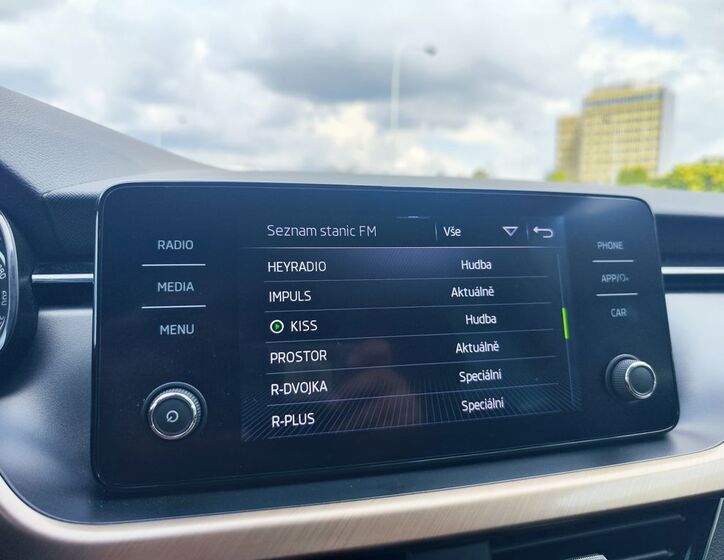 Seznam stanic FM Vše
RADIO
MEDIA
MENU
HEYRADIO Hudba
IMPULS Aktuálně
KISS Hudba
PROSTOR Aktuálně
R-DVOJKA Speciální
R-PLUS Speciální
PHONE
APP/
CAR